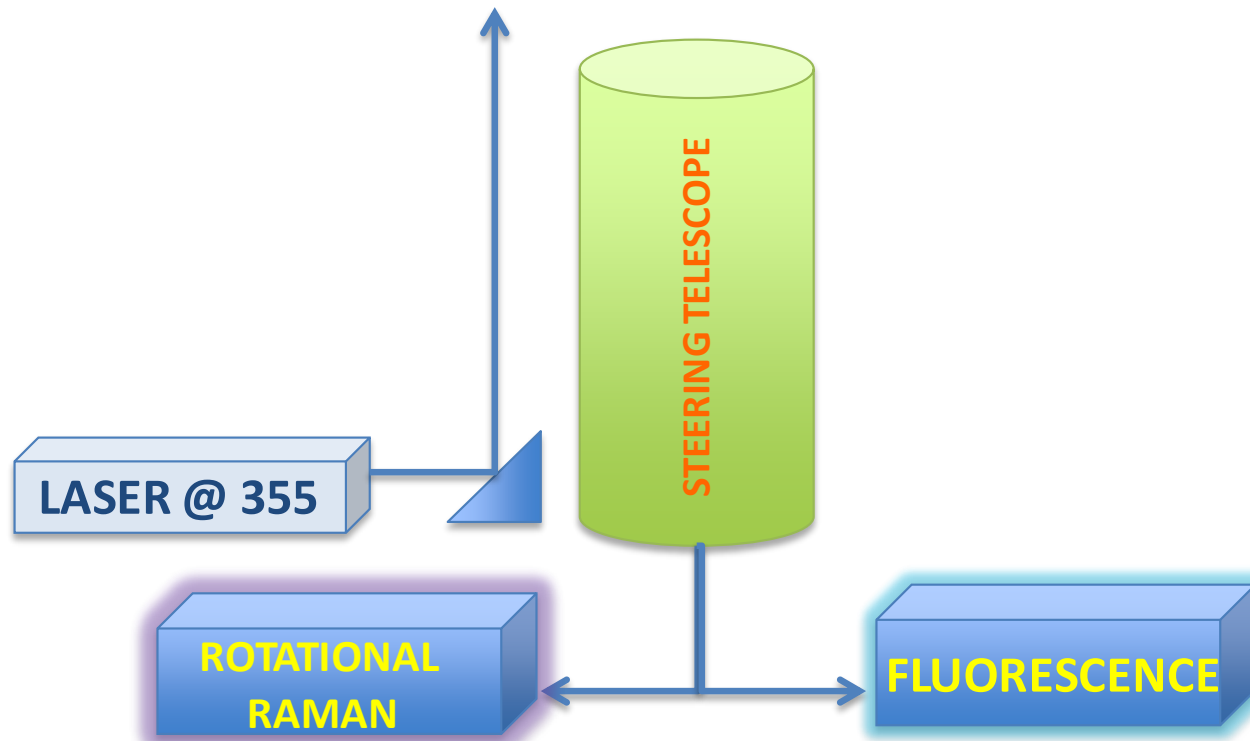 STEERING TELESCOPE
LASER @ 355
ROTATIONAL
RAMAN
FLUORESCENCE